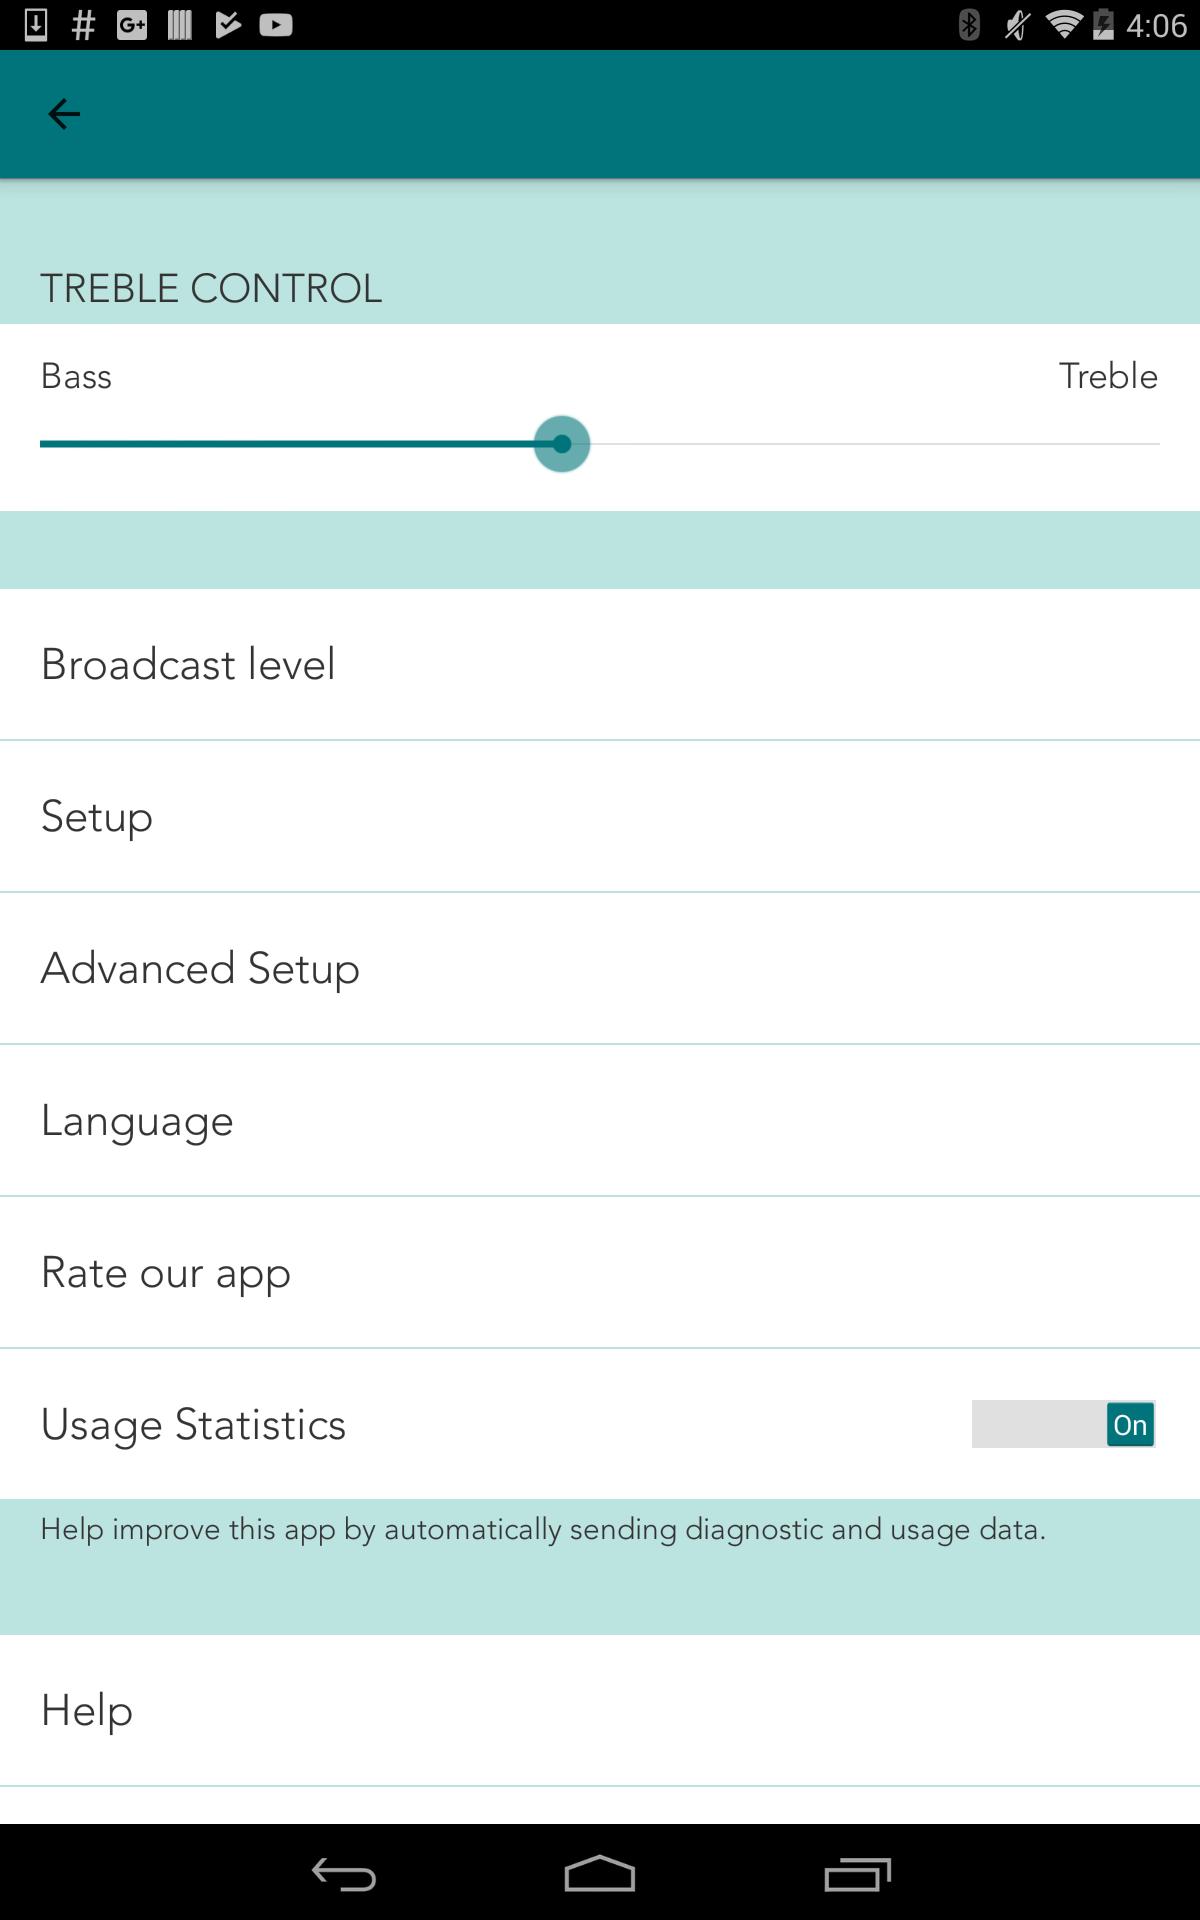 # G+ 4:06
TREBLE CONTROL
Bass Treble
Broadcast level
Setup
Advanced Setup
Language
Rate our app
Usage Statistics On
Help improve this app by automatically sending diagnostic and usage data.
Help